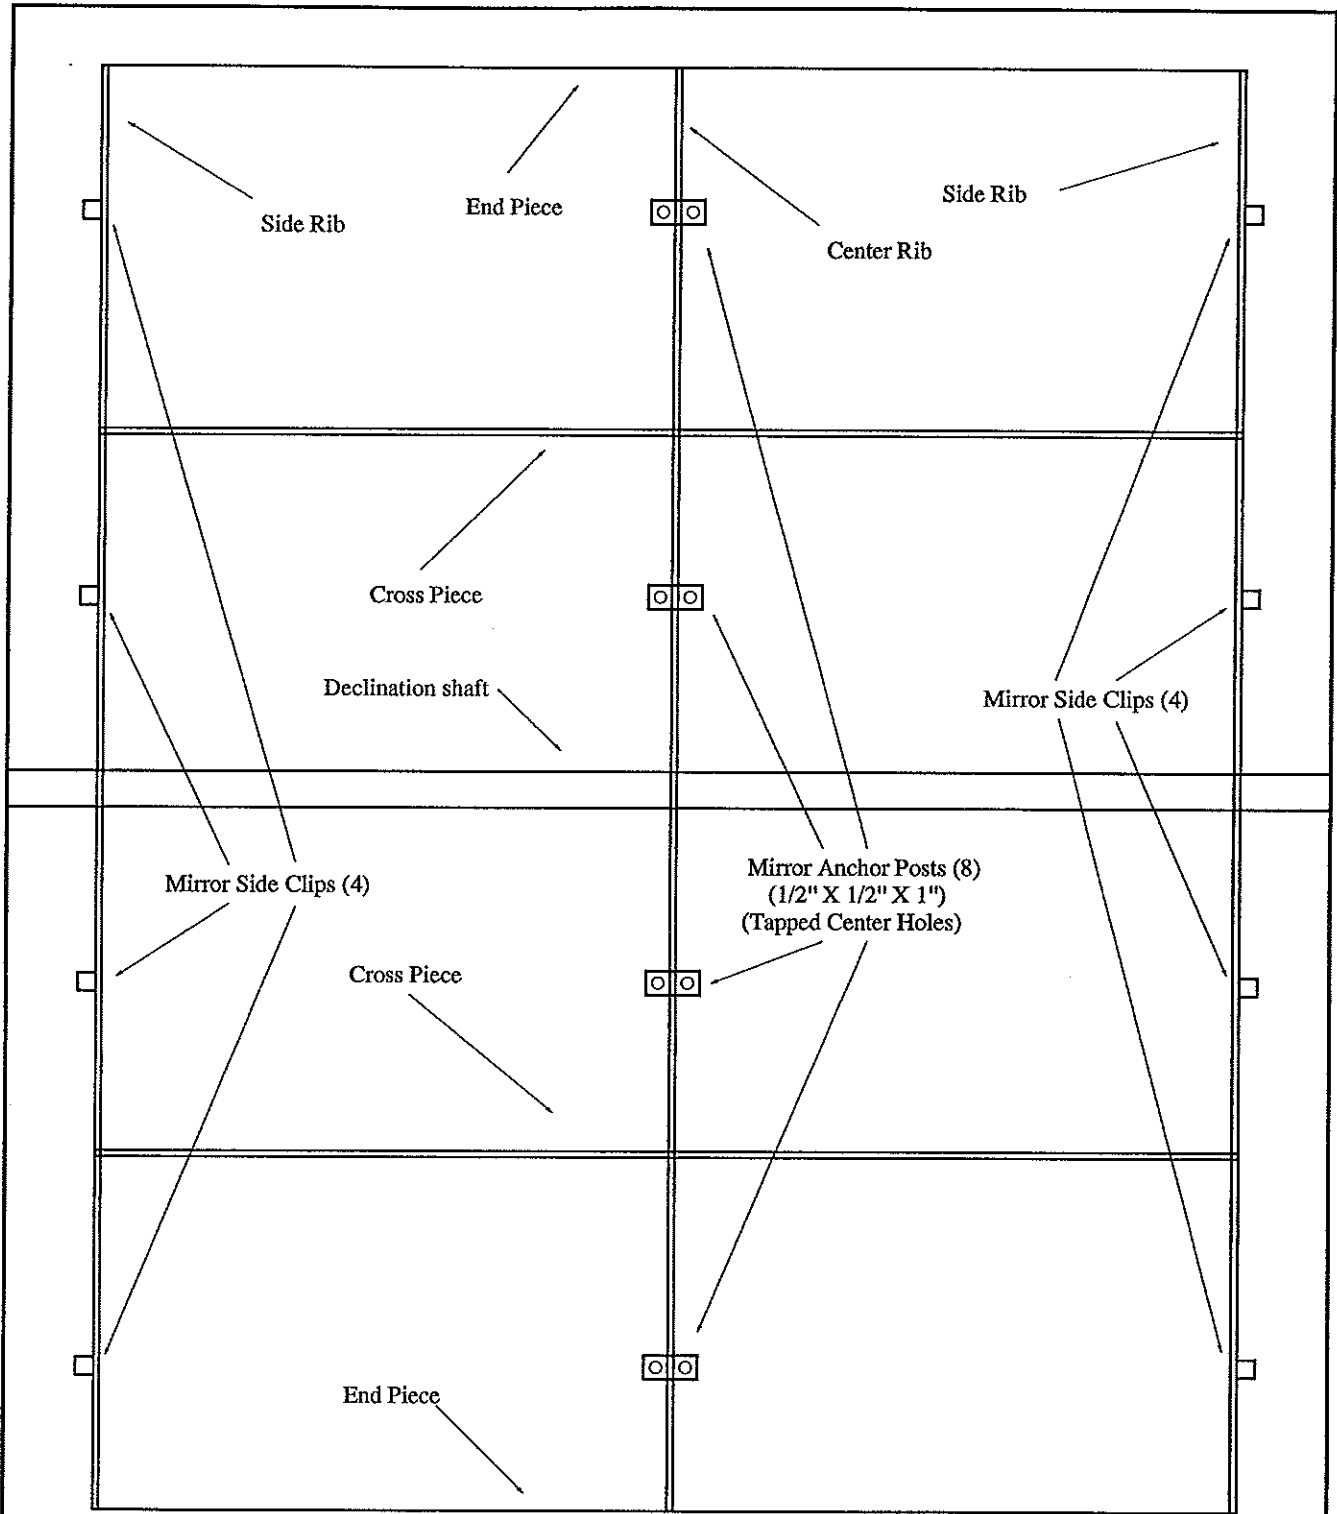 End Piece
Side Rib
Side Rib
Center Rib
Cross Piece
Declination shaft
Mirror Side Clips (4)
Mirror Anchor Posts (8)
(1/2" X 1/2" X 1")
(Tapped Center Holes)
Mirror Side Clips (4)
Cross Piece
End Piece